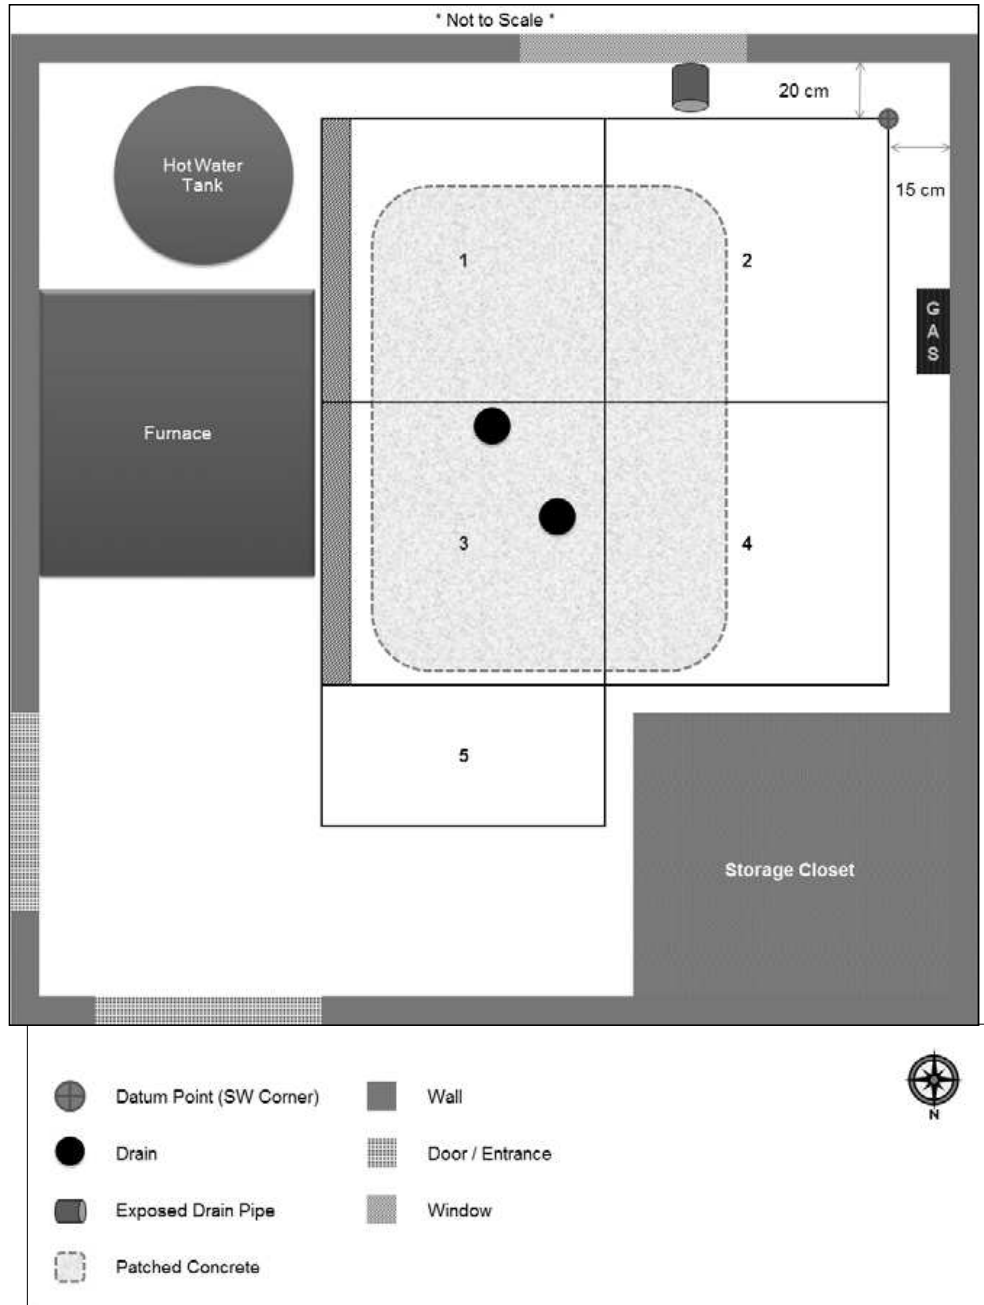 * Not to Scale *
20 cm
15 cm
Hot Water
Tank
1
2
G
A
S
Furnace
3
4
5
Storage Closet
Datum Point (SW Corner)
Wall
Drain
Door / Entrance
Exposed Drain Pipe
Window
Patched Concrete
N